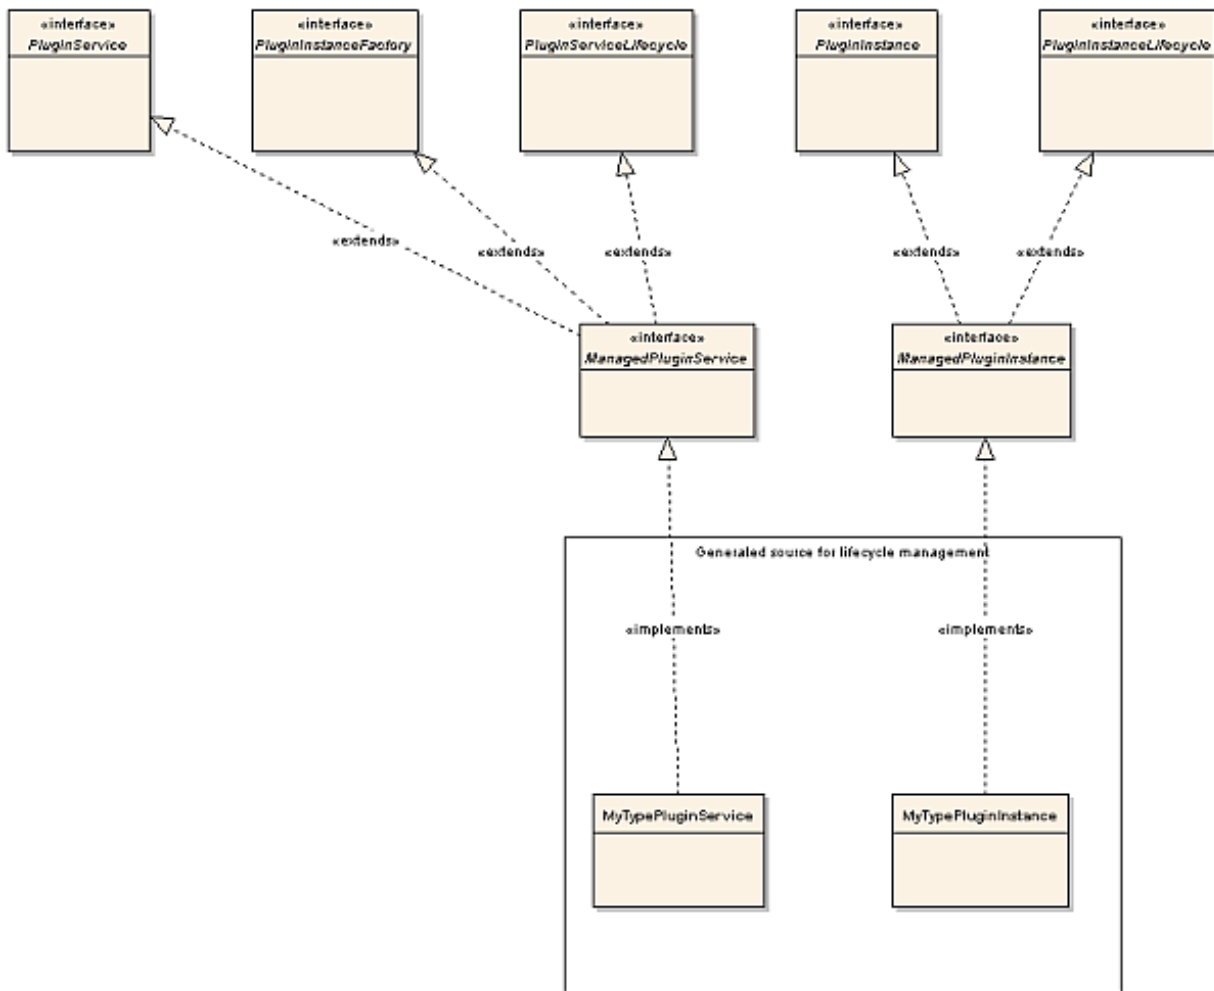 «interface»
PluginService
«interface»
PluginInstanceFactory
«interface»
PluginServiceLifecycle
«interface»
PluginInstance
«interface»
PluginInstanceLifecycle
«extends»
«extends»
«extends»
«extends»
«extends»
«interface»
ManagedPluginService
«interface»
ManagedPluginInstance
Generated source for lifecycle management
«implements»
«implements»
MyTypePluginService
MyTypePluginInstance